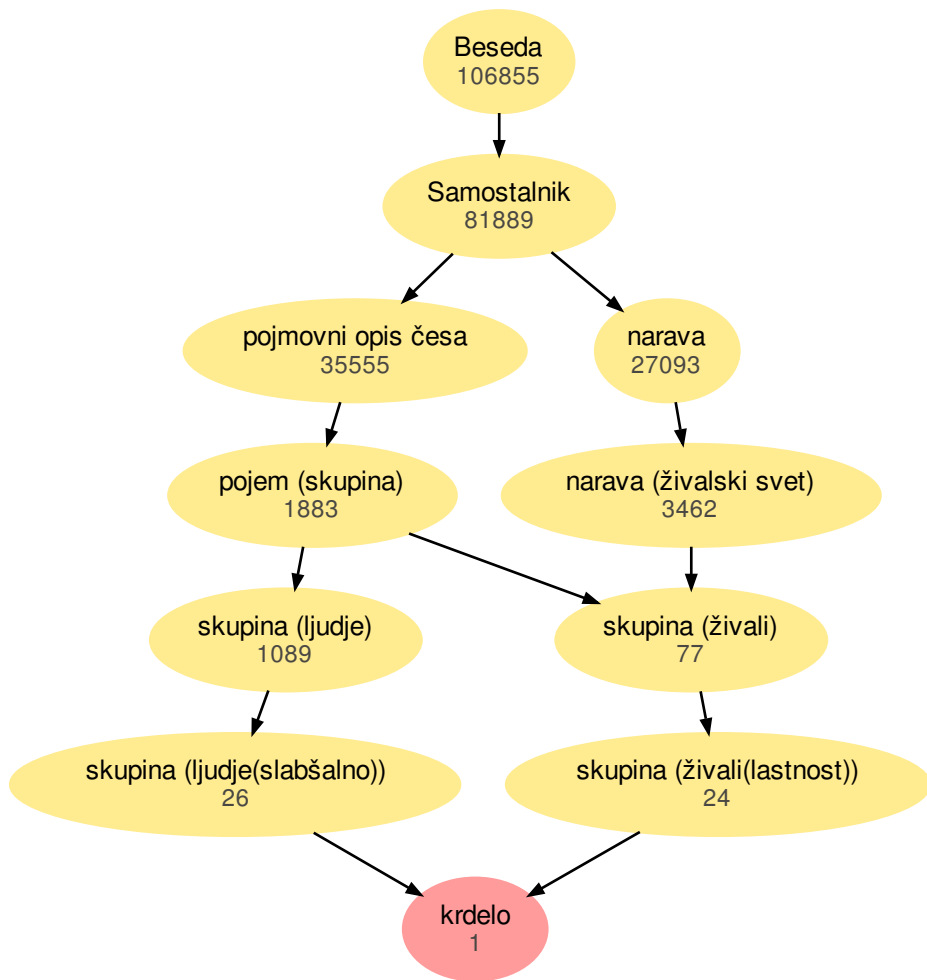 Beseda
106855
Samostalnik
81889
pojmovni opis česa
35555
narava
27093
pojem (skupina)
1883
narava (živalski svet)
3462
skupina (ljudje)
1089
skupina (živali)
77
skupina (ljudje(slabšalno))
26
skupina (živali(lastnost))
24
krdelo
1